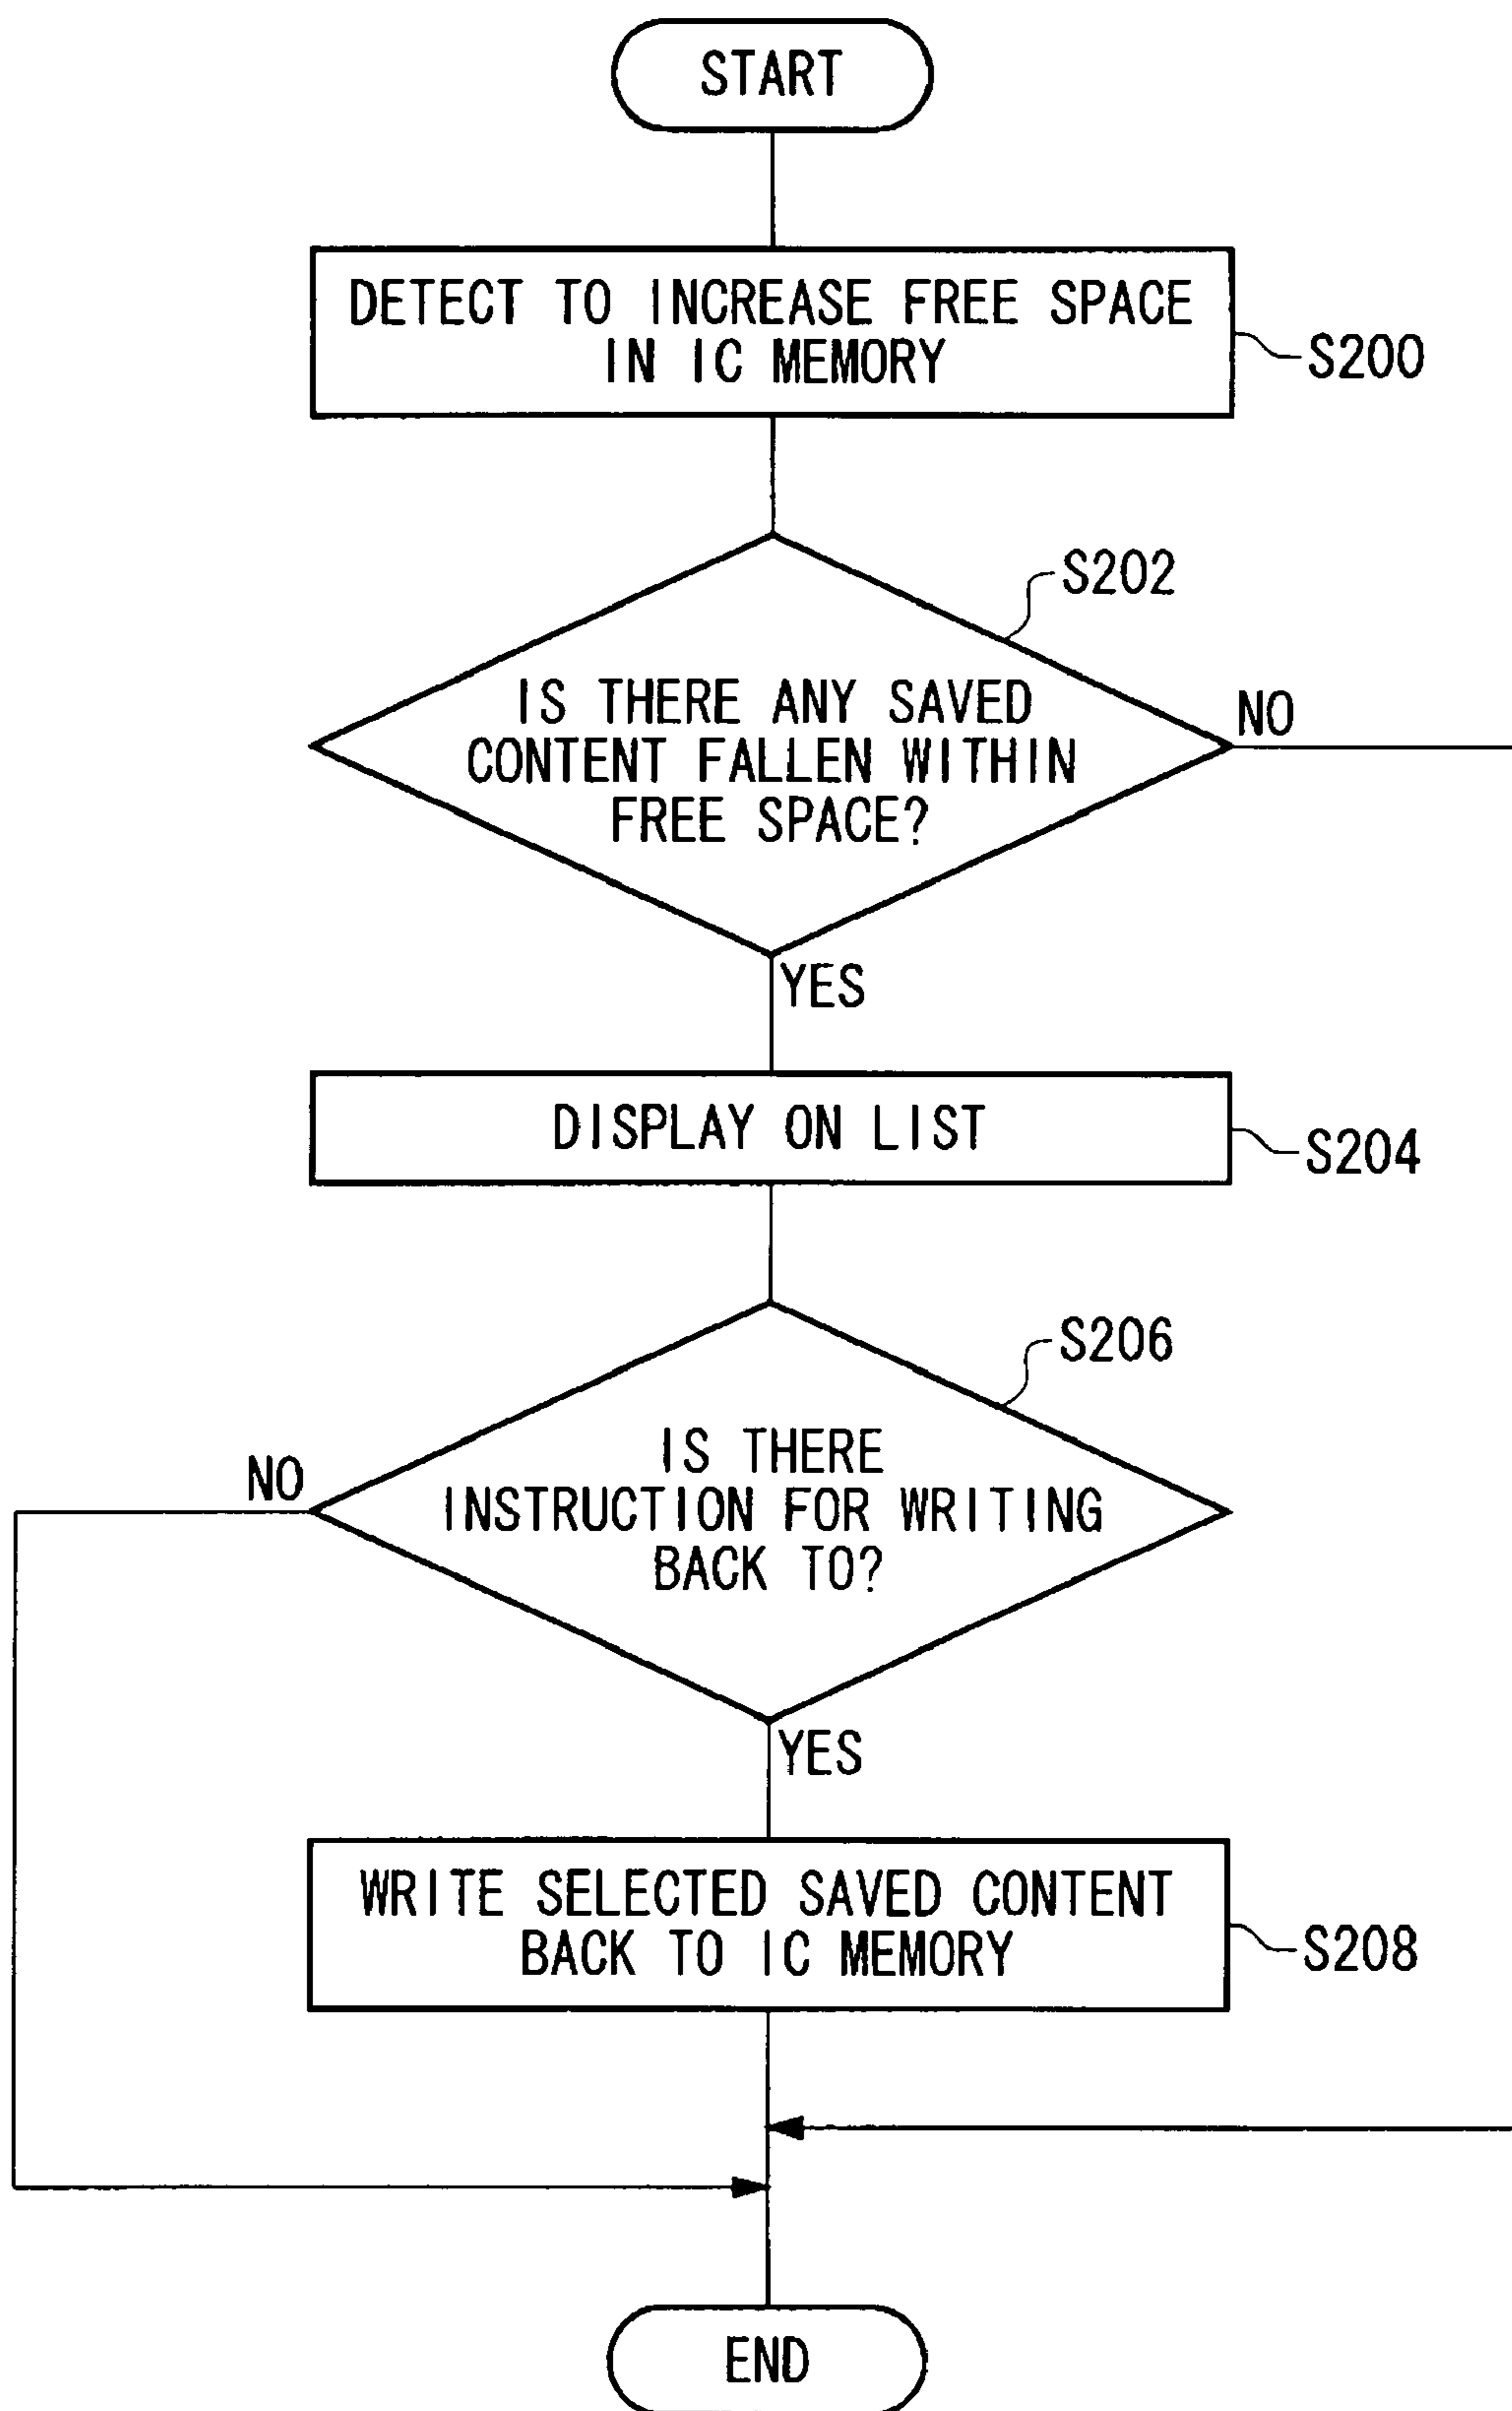 START
DETECT TO INCREASE FREE SPACE
IN IC MEMORY
S200
S202
IS THERE ANY SAVED
CONTENT FALLEN WITHIN
FREE SPACE?
NO
YES
DISPLAY ON LIST
S204
S206
IS THERE
INSTRUCTION FOR WRITING
BACK TO?
NO
YES
WRITE SELECTED SAVED CONTENT
BACK TO IC MEMORY
S208
END